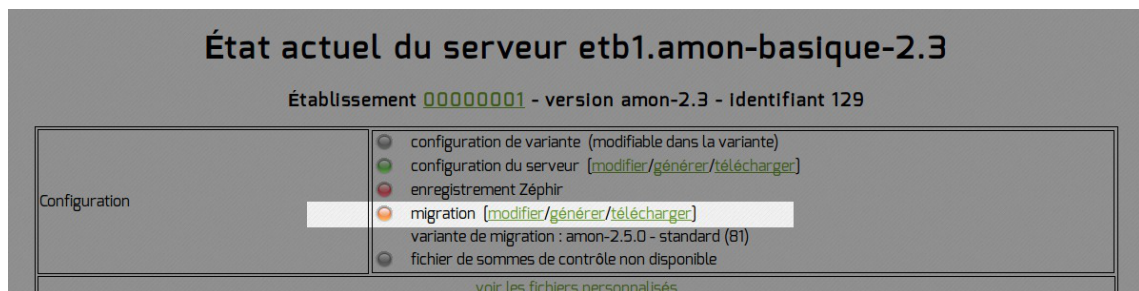 État actuel du serveur etb1.amon-basique-2.3
Établissement 00000001 - version amon-2.3 - identifiant 129
Configuration
configuration de variante (modifiable dans la variante)
configuration du serveur [modifier/générer/télécharger]
enregistrement Zéphir
migration [modifier/générer/télécharger]
variante de migration : amon-2.5.0 - standard (81)
fichier de sommes de contrôle non disponible
voir les fichiers personnalisés